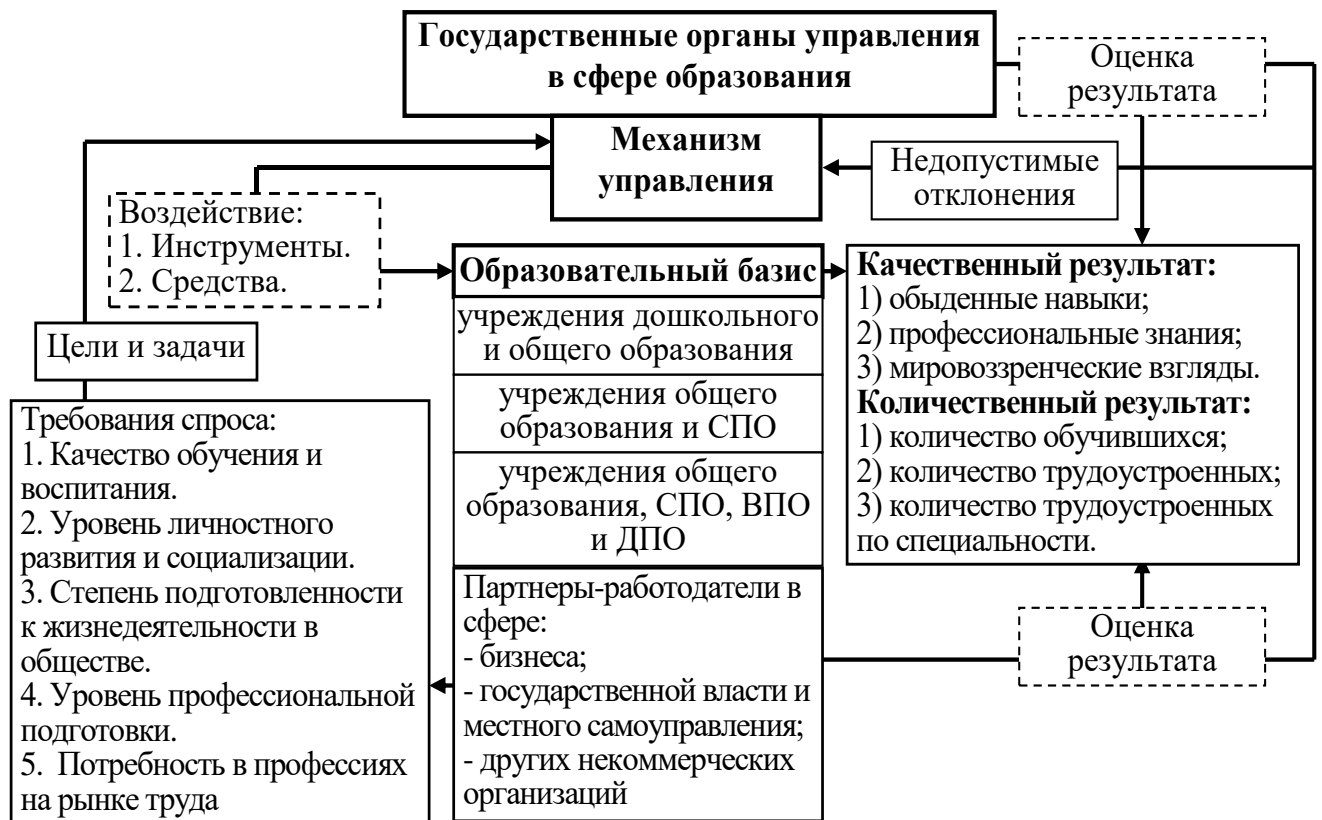 Государственные органы управления
в сфере образования
Оценка
результата
Механизм
управления
Недопустимые
отклонения
Воздействие:
1. Инструменты.
2. Средства.
Цели и задачи
Требования спроса:
1. Качество обучения и
воспитания.
2. Уровень личностного
развития и социализации.
3. Степень подготовленности
к жизнедеятельности в
обществе.
4. Уровень профессиональной
подготовки.
5. Потребность в профессиях
на рынке труда
Образовательный базис
учреждения дошкольного
и общего образования
учреждения общего
образования и СПО
учреждения общего
образования, СПО, ВПО
и ДПО
Партнеры-работодатели в
сфере:
- бизнеса;
- государственной власти и
местного самоуправления;
- других некоммерческих
организаций
Качественный результат:
1) обыденные навыки;
2) профессиональные знания;
3) мировоззренческие взгляды.
Количественный результат:
1) количество обучившихся;
2) количество трудоустроенных;
3) количество трудоустроенных
по специальности.
Оценка
результата